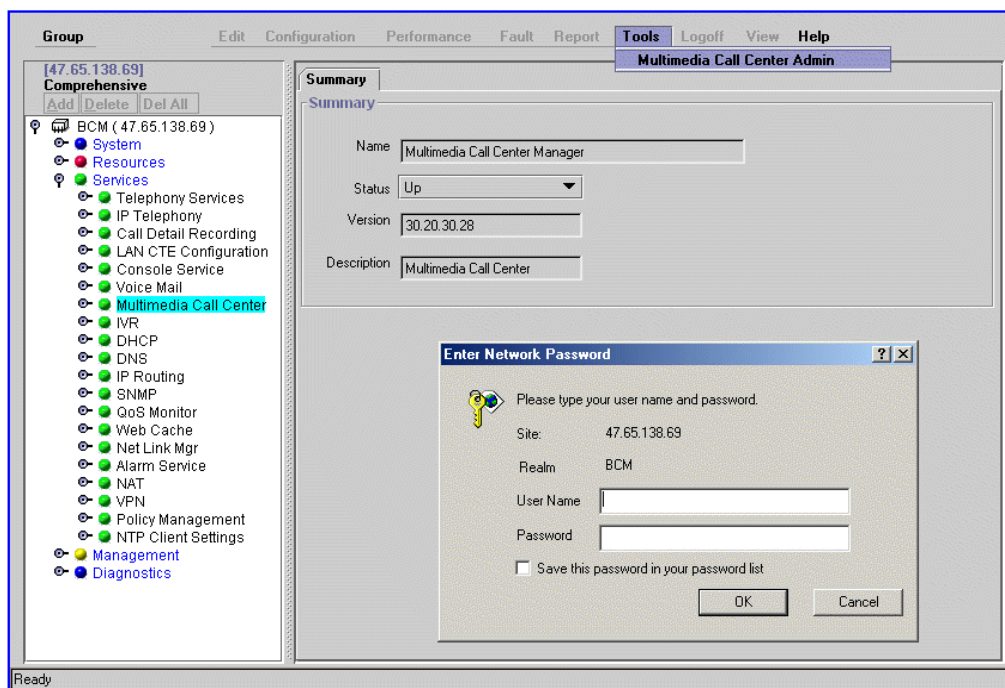 Group Edit Configuration Performance Fault Report Tools Logoff View Help
Multimedia Call Center Admin
[47.65.138.69]
Comprehensive
Add Delete Del All
BCM ( 47.65.138.69 )
System
Resources
Services
Telephony Services
IP Telephony
Call Detail Recording
LAN CTE Configuration
Console Service
Voice Mail
Multimedia Call Center
IVR
DHCP
DNS
IP Routing
SNMP
QoS Monitor
Web Cache
Net Link Mgr
Alarm Service
NAT
VPN
Policy Management
NTP Client Settings
Management
Diagnostics
Summary
Summary
Name Multimedia Call Center Manager
Status Up
Version 30.20.30.28
Description Multimedia Call Center
Enter Network Password
Please type your user name and password.
Site: 47.65.138.69
Realm BCM
User Name
Password
Save this password in your password list
OK Cancel
Ready